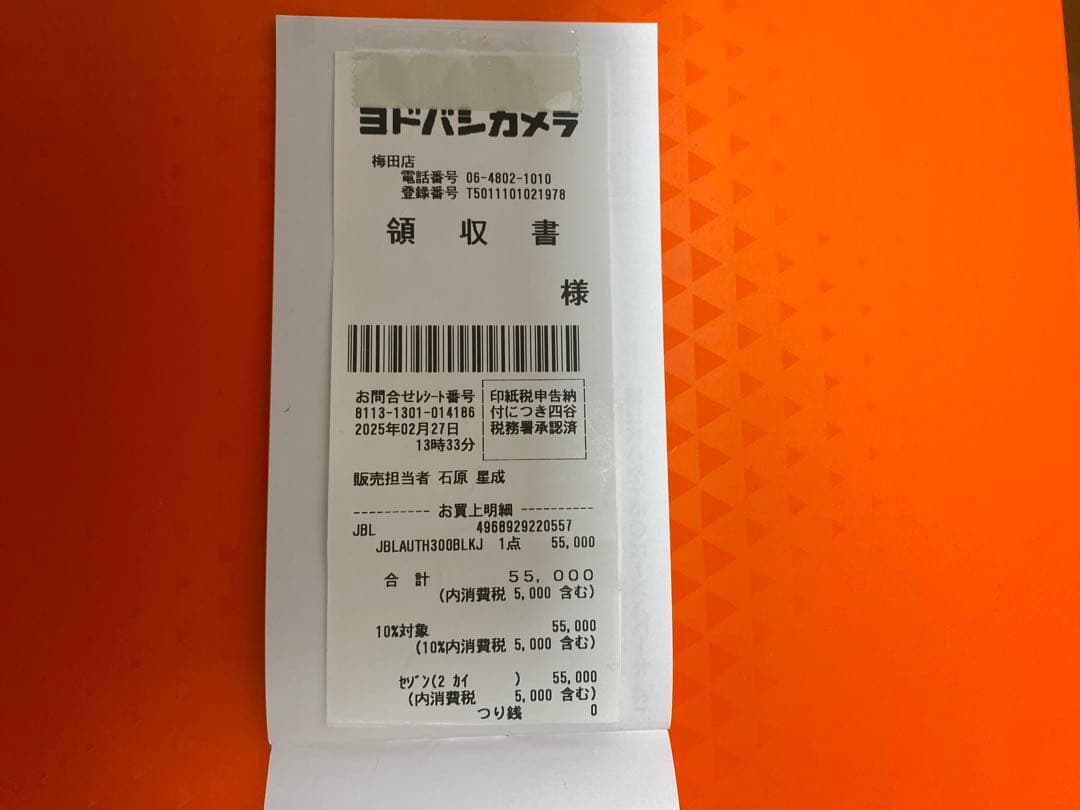 ヨドバシカメラ
梅田店
電話番号 06-4802-1010
登録番号 T5011101021978
領 収 書
様
お問合せﾚｼｰﾄ番号
8113-1301-014186
2025年02月27日
13時33分
印紙税申告納
付につき四谷
税務署承認済
販売担当者 石原 星成
---------- お買上明細 ----------
JBL 4968929220557
JBLAUTH300BLKJ 1点 55,000
合 計 55,000
(内消費税 5,000 含む)
10%対象 55,000
(10%内消費税 5,000 含む)
ｾｿﾞﾝ(2 ｶｲ ) 55,000
(内消費税 5,000 含む)
つり銭 0